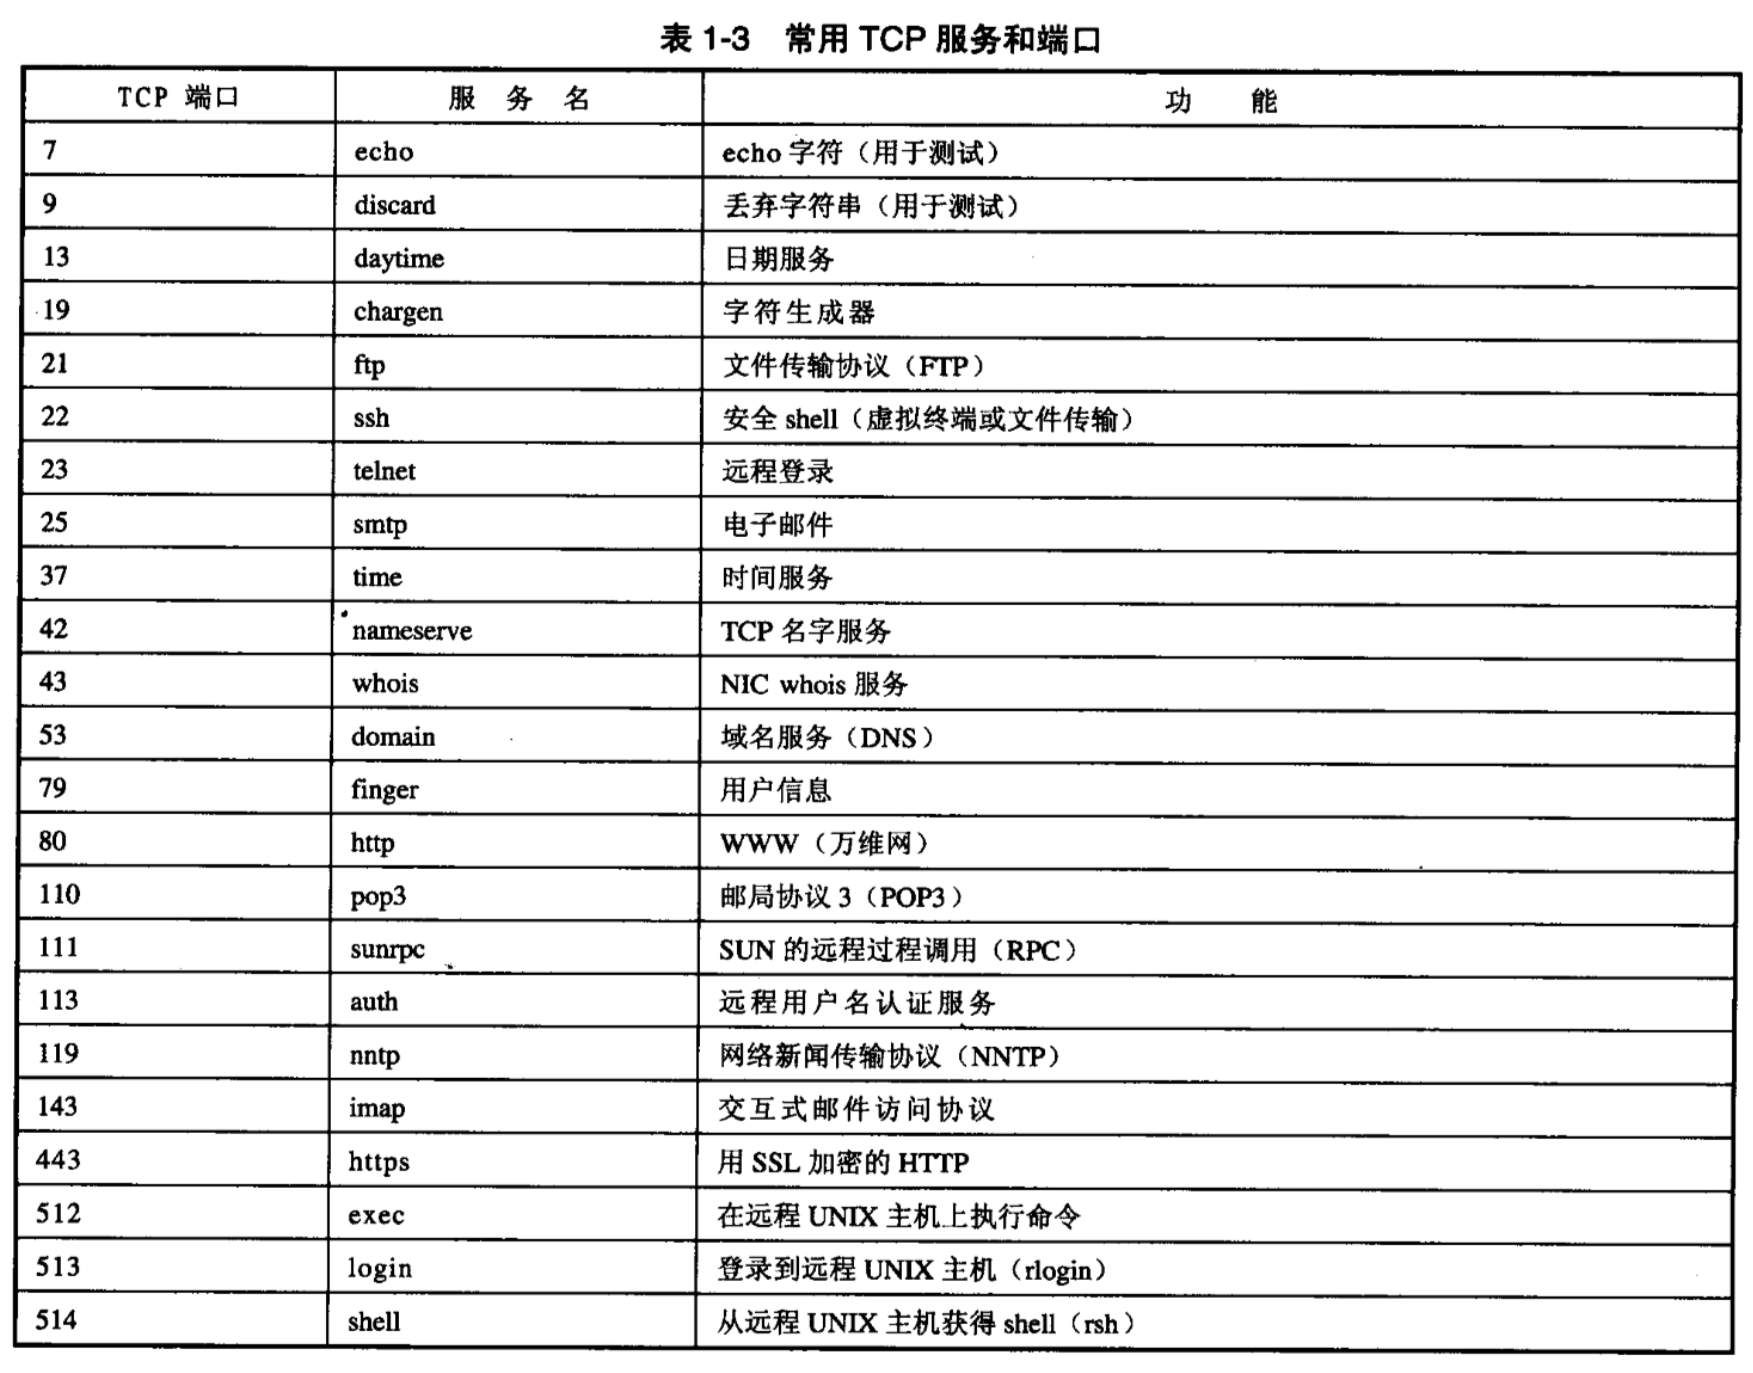 表 1-3 常用 TCP 服务和端口
TCP 端口 服务名 功能
7 echo echo 字符（用于测试）
9 discard 丢弃字符串（用于测试）
13 daytime 日期服务
19 chargen 字符生成器
21 ftp 文件传输协议（FTP）
22 ssh 安全 shell（虚拟终端或文件传输）
23 telnet 远程登录
25 smtp 电子邮件
37 time 时间服务
42 nameserve TCP 名字服务
43 whois NIC whois 服务
53 domain 域名服务（DNS）
79 finger 用户信息
80 http WWW（万维网）
110 pop3 邮局协议 3（POP3）
111 sunrpc SUN 的远程过程调用（RPC）
113 auth 远程用户名认证服务
119 nntp 网络新闻传输协议（NNTP）
143 imap 交互式邮件访问协议
443 https 用 SSL 加密的 HTTP
512 exec 在远程 UNIX 主机上执行命令
513 login 登录到远程 UNIX 主机（rlogin）
514 shell 从远程 UNIX 主机获得 shell（rsh）